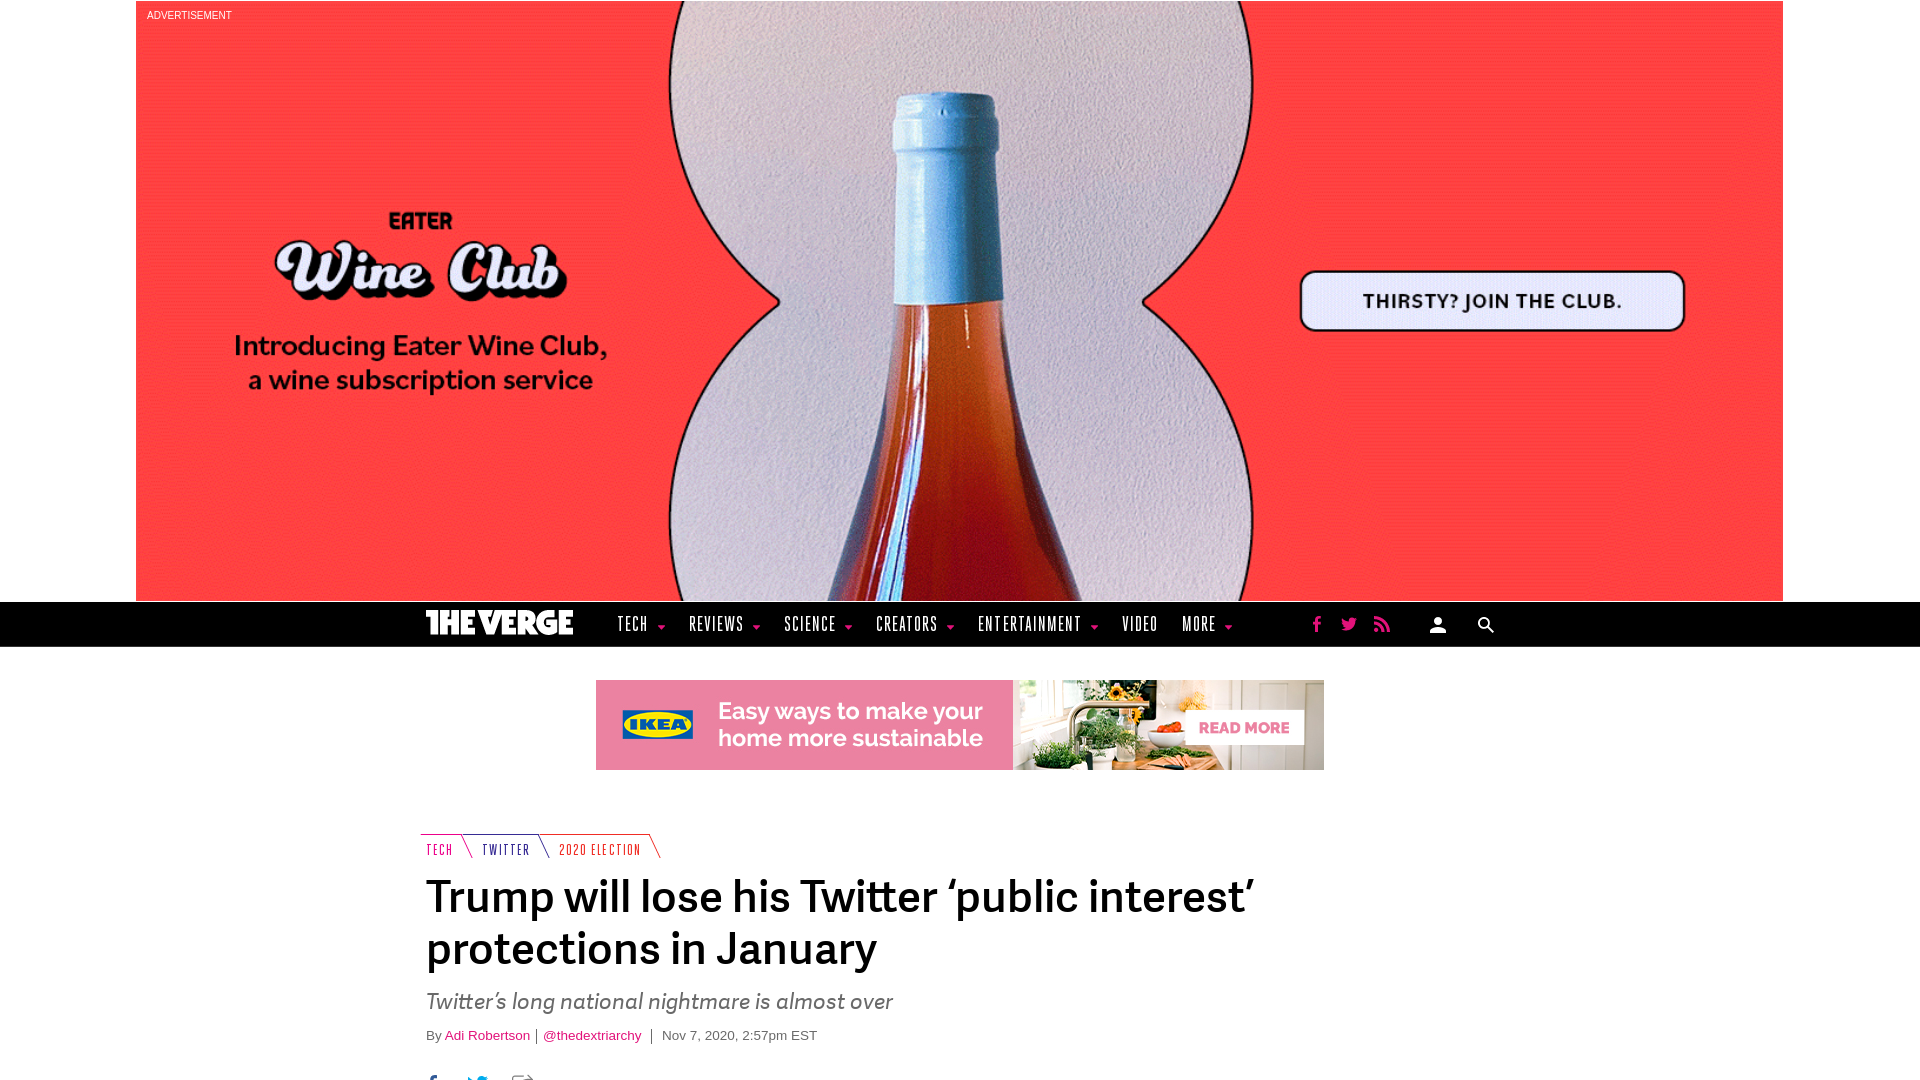 ADVERTISEMENT
EATER
Wine Club
Introducing Eater Wine Club,
a wine subscription service
THIRSTY? JOIN THE CLUB.
THE VERGE
TECH REVIEWS SCIENCE CREATORS ENTERTAINMENT VIDEO MORE
IKEA
Easy ways to make your
home more sustainable
READ MORE
TECH TWITTER 2020 ELECTION
Trump will lose his Twitter ‘public interest’
protections in January
Twitter’s long national nightmare is almost over
By Adi Robertson | @thedextriarchy | Nov 7, 2020, 2:57pm EST